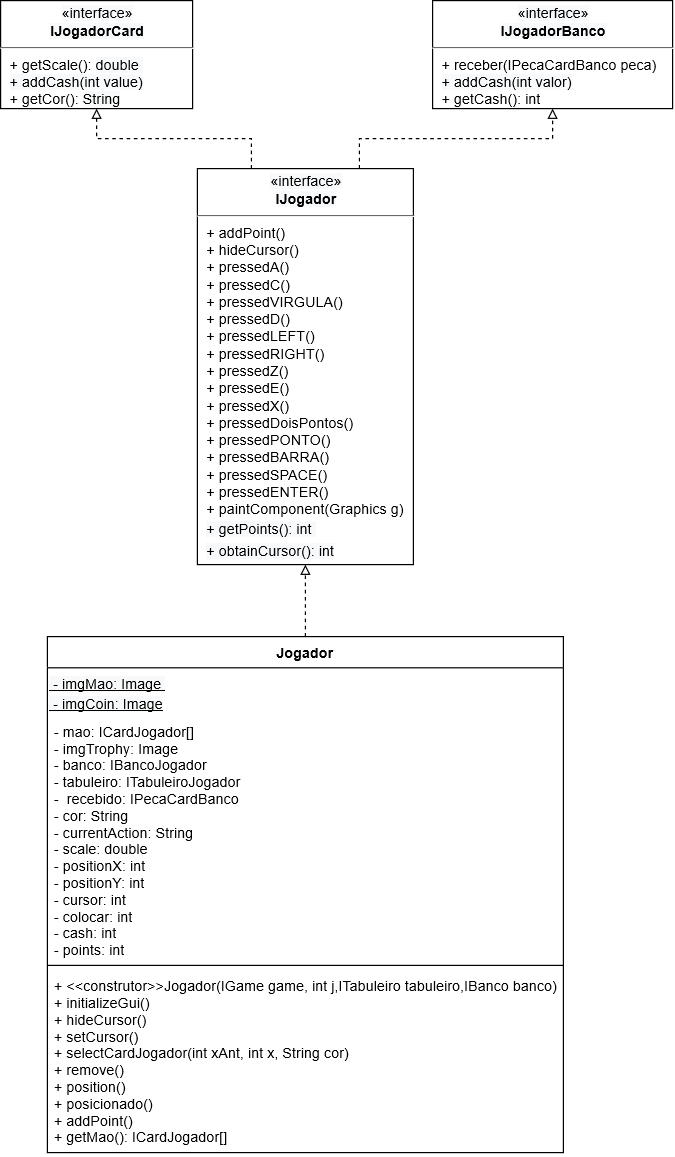 «interface»
IJogadorCard
+ getScale(): double
+ addCash(int value)
+ getCor(): String
«interface»
IJogadorBanco
+ receber(IPecaCardBanco peca)
+ addCash(int valor)
+ getCash(): int
«interface»
IJogador
+ addPoint()
+ hideCursor()
+ pressedA()
+ pressedC()
+ pressedVIRGULA()
+ pressedD()
+ pressedLEFT()
+ pressedRIGHT()
+ pressedZ()
+ pressedE()
+ pressedX()
+ pressedDoisPontos()
+ pressedPONTO()
+ pressedBARRA()
+ pressedSPACE()
+ pressedENTER()
+ paintComponent(Graphics g)
+ getPoints(): int
+ obtainCursor(): int
Jogador
- imgMao: Image
- imgCoin: Image
- mao: ICardJogador[]
- imgTrophy: Image
- banco: IBancoJogador
- tabuleiro: ITabuleiroJogador
- recebido: IPecaCardBanco
- cor: String
- currentAction: String
- scale: double
- positionX: int
- positionY: int
- cursor: int
- colocar: int
- cash: int
- points: int
+ <<construtor>>Jogador(IGame game, int j,ITabuleiro tabuleiro,IBanco banco)
+ initializeGui()
+ hideCursor()
+ setCursor()
+ selectCardJogador(int xAnt, int x, String cor)
+ remove()
+ position()
+ posicionado()
+ addPoint()
+ getMao(): ICardJogador[]